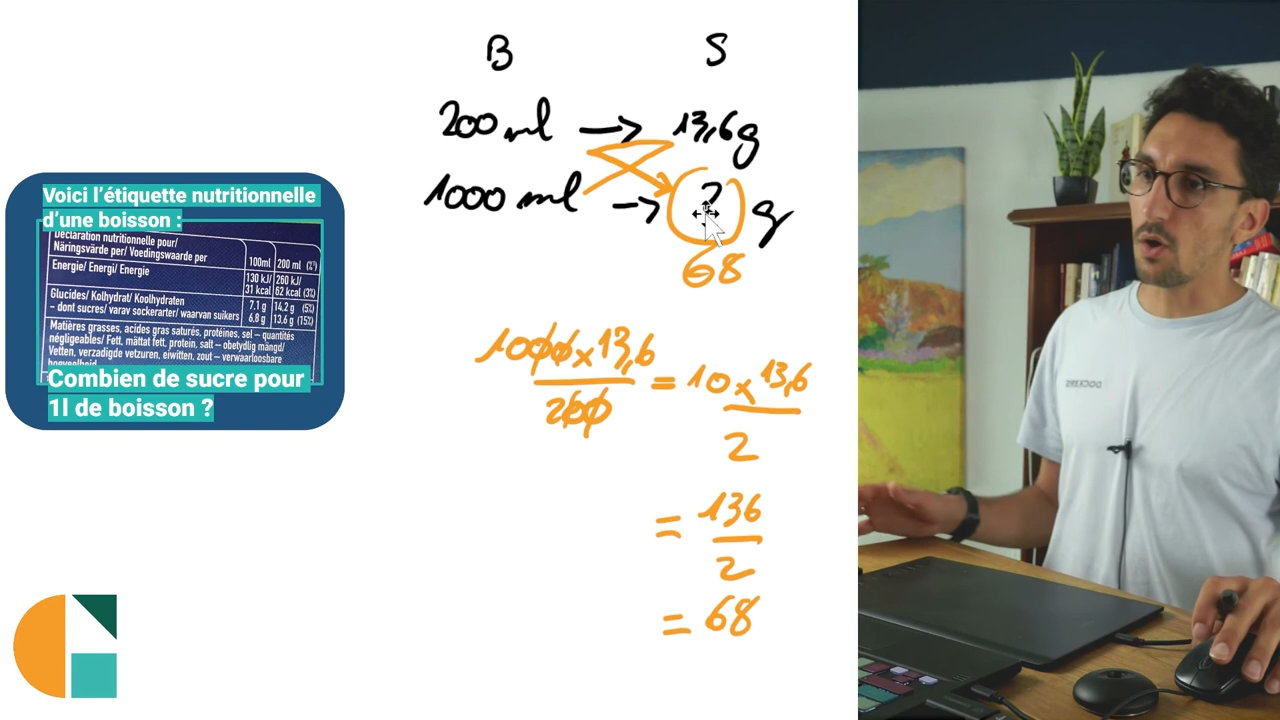 Voici l’étiquette nutritionnelle
d’une boisson :
Déclaration nutritionnelle pour/
Näringsvärde per/ Voedingswaarde per
100ml 200 ml (%*)
Energie/ Energi/ Energie
130 kJ/ 260 kJ/
31 kcal 62 kcal (3%)
Glucides/ Kolhydrat/ Koolhydraten 7,1 g 14,2 g (5%)
- dont sucres/ varav sockerarter/ waarvan suikers 6,8 g 13,6 g (15%)
Matières grasses, acides gras saturés, protéines, sel – quantités
négligeables/ Fett, mättat fett, protein, salt – obetydlig mängd/
Vetten, verzadigde vetzuren, eiwitten, zout – verwaarloosbare
hoeveelheid
Combien de sucre pour
1l de boisson ?
B S
200 ml → 13,6g
1000 ml → ? g
68
1000 x 13,6
200
= 10 x 13,6
2
= 136
2
= 68